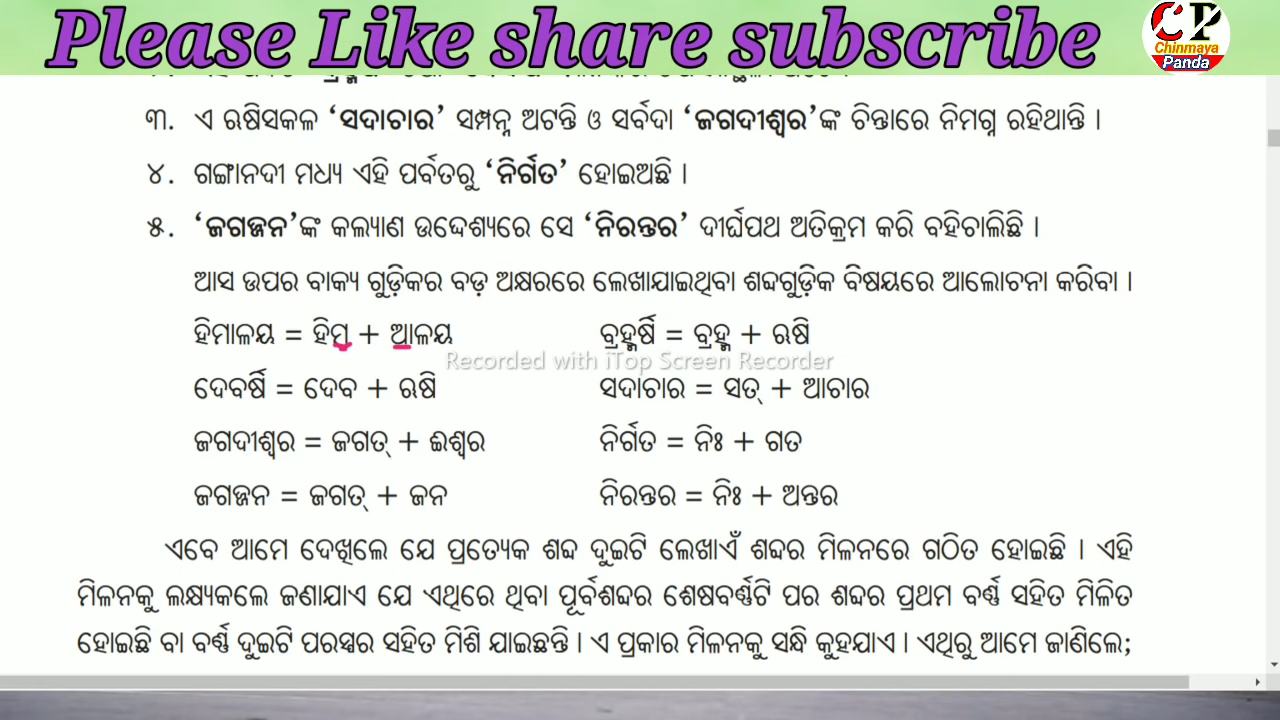 Please Like share subscribe
CP
Chinmaya
Panda
୩. ଏ ଋଷିସକଳ ‘ସଦାଚାର’ ସମ୍ପନ୍ନ ଅଟନ୍ତି ଓ ସର୍ବଦା ‘ଜଗଦୀଶ୍ୱର’ଙ୍କ ଚିନ୍ତାରେ ନିମଗ୍ନ ରହିଥାନ୍ତି ।
୪. ଗଙ୍ଗାନଦୀ ମଧ୍ୟ ଏହି ପର୍ବତରୁ ‘ନିର୍ଗତ’ ହୋଇଅଛି ।
୫. ‘ଜଗଜ୍ଜନ’ଙ୍କ କଲ୍ୟାଣ ଉଦ୍ଦେଶ୍ୟରେ ସେ ‘ନିରନ୍ତର’ ଦୀର୍ଘପଥ ଅତିକ୍ରମ କରି ବହିଚାଲିଛି ।
ଆସ ଉପର ବାକ୍ୟ ଗୁଡ଼ିକର ବଡ଼ ଅକ୍ଷରରେ ଲେଖାଯାଇଥିବା ଶବ୍ଦଗୁଡ଼ିକ ବିଷୟରେ ଆଲୋଚନା କରିବା ।
ହିମାଳୟ = ହିମ + ଆଳୟ ବ୍ରହ୍ମର୍ଷି = ବ୍ରହ୍ମ + ଋଷି
Recorded with iTop Screen Recorder
ଦେବର୍ଷି = ଦେବ + ଋଷି ସଦାଚାର = ସତ୍ + ଆଚାର
ଜଗଦୀଶ୍ୱର = ଜଗତ୍ + ଈଶ୍ୱର ନିର୍ଗତ = ନିଃ + ଗତ
ଜଗଜ୍ଜନ = ଜଗତ୍ + ଜନ ନିରନ୍ତର = ନିଃ + ଅନ୍ତର
ଏବେ ଆମେ ଦେଖିଲେ ଯେ ପ୍ରତ୍ୟେକ ଶବ୍ଦ ଦୁଇଟି ଲେଖାଏଁ ଶବ୍ଦର ମିଳନରେ ଗଠିତ ହୋଇଛି । ଏହି
ମିଳନକୁ ଲକ୍ଷ୍ୟକଲେ ଜଣାଯାଏ ଯେ ଏଥିରେ ଥିବା ପୂର୍ବଶବ୍ଦର ଶେଷବର୍ଣ୍ଣଟି ପର ଶବ୍ଦର ପ୍ରଥମ ବର୍ଣ୍ଣ ସହିତ ମିଳିତ
ହୋଇଛି ବା ବର୍ଣ୍ଣ ଦୁଇଟି ପରସ୍ପର ସହିତ ମିଶି ଯାଇଛନ୍ତି । ଏ ପ୍ରକାର ମିଳନକୁ ସନ୍ଧି କୁହଯାଏ । ଏଥିରୁ ଆମେ ଜାଣିଲେ;